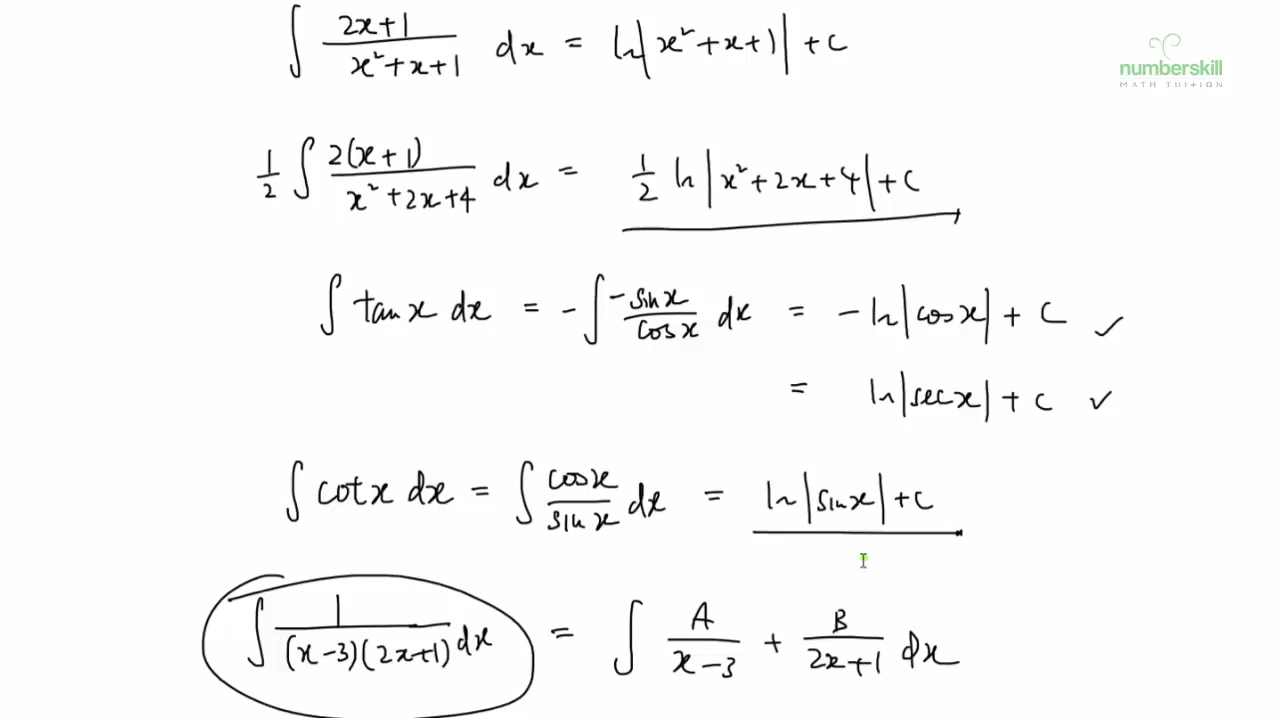 ∫ (2x+1)/(x²+x+1) dx = ln|x²+x+1| + C
numberskill
MATH TUITION
1/2 ∫ 2(x+1)/(x²+2x+4) dx = 1/2 ln|x²+2x+4| + C
∫ tan x dx = -∫ -sin x/cos x dx = -ln|cos x| + C ✓
= ln|sec x| + C ✓
∫ cot x dx = ∫ cos x/sin x dx = ln|sin x| + C
∫ 1/((x-3)(2x+1)) dx = ∫ A/(x-3) + B/(2x+1) dx